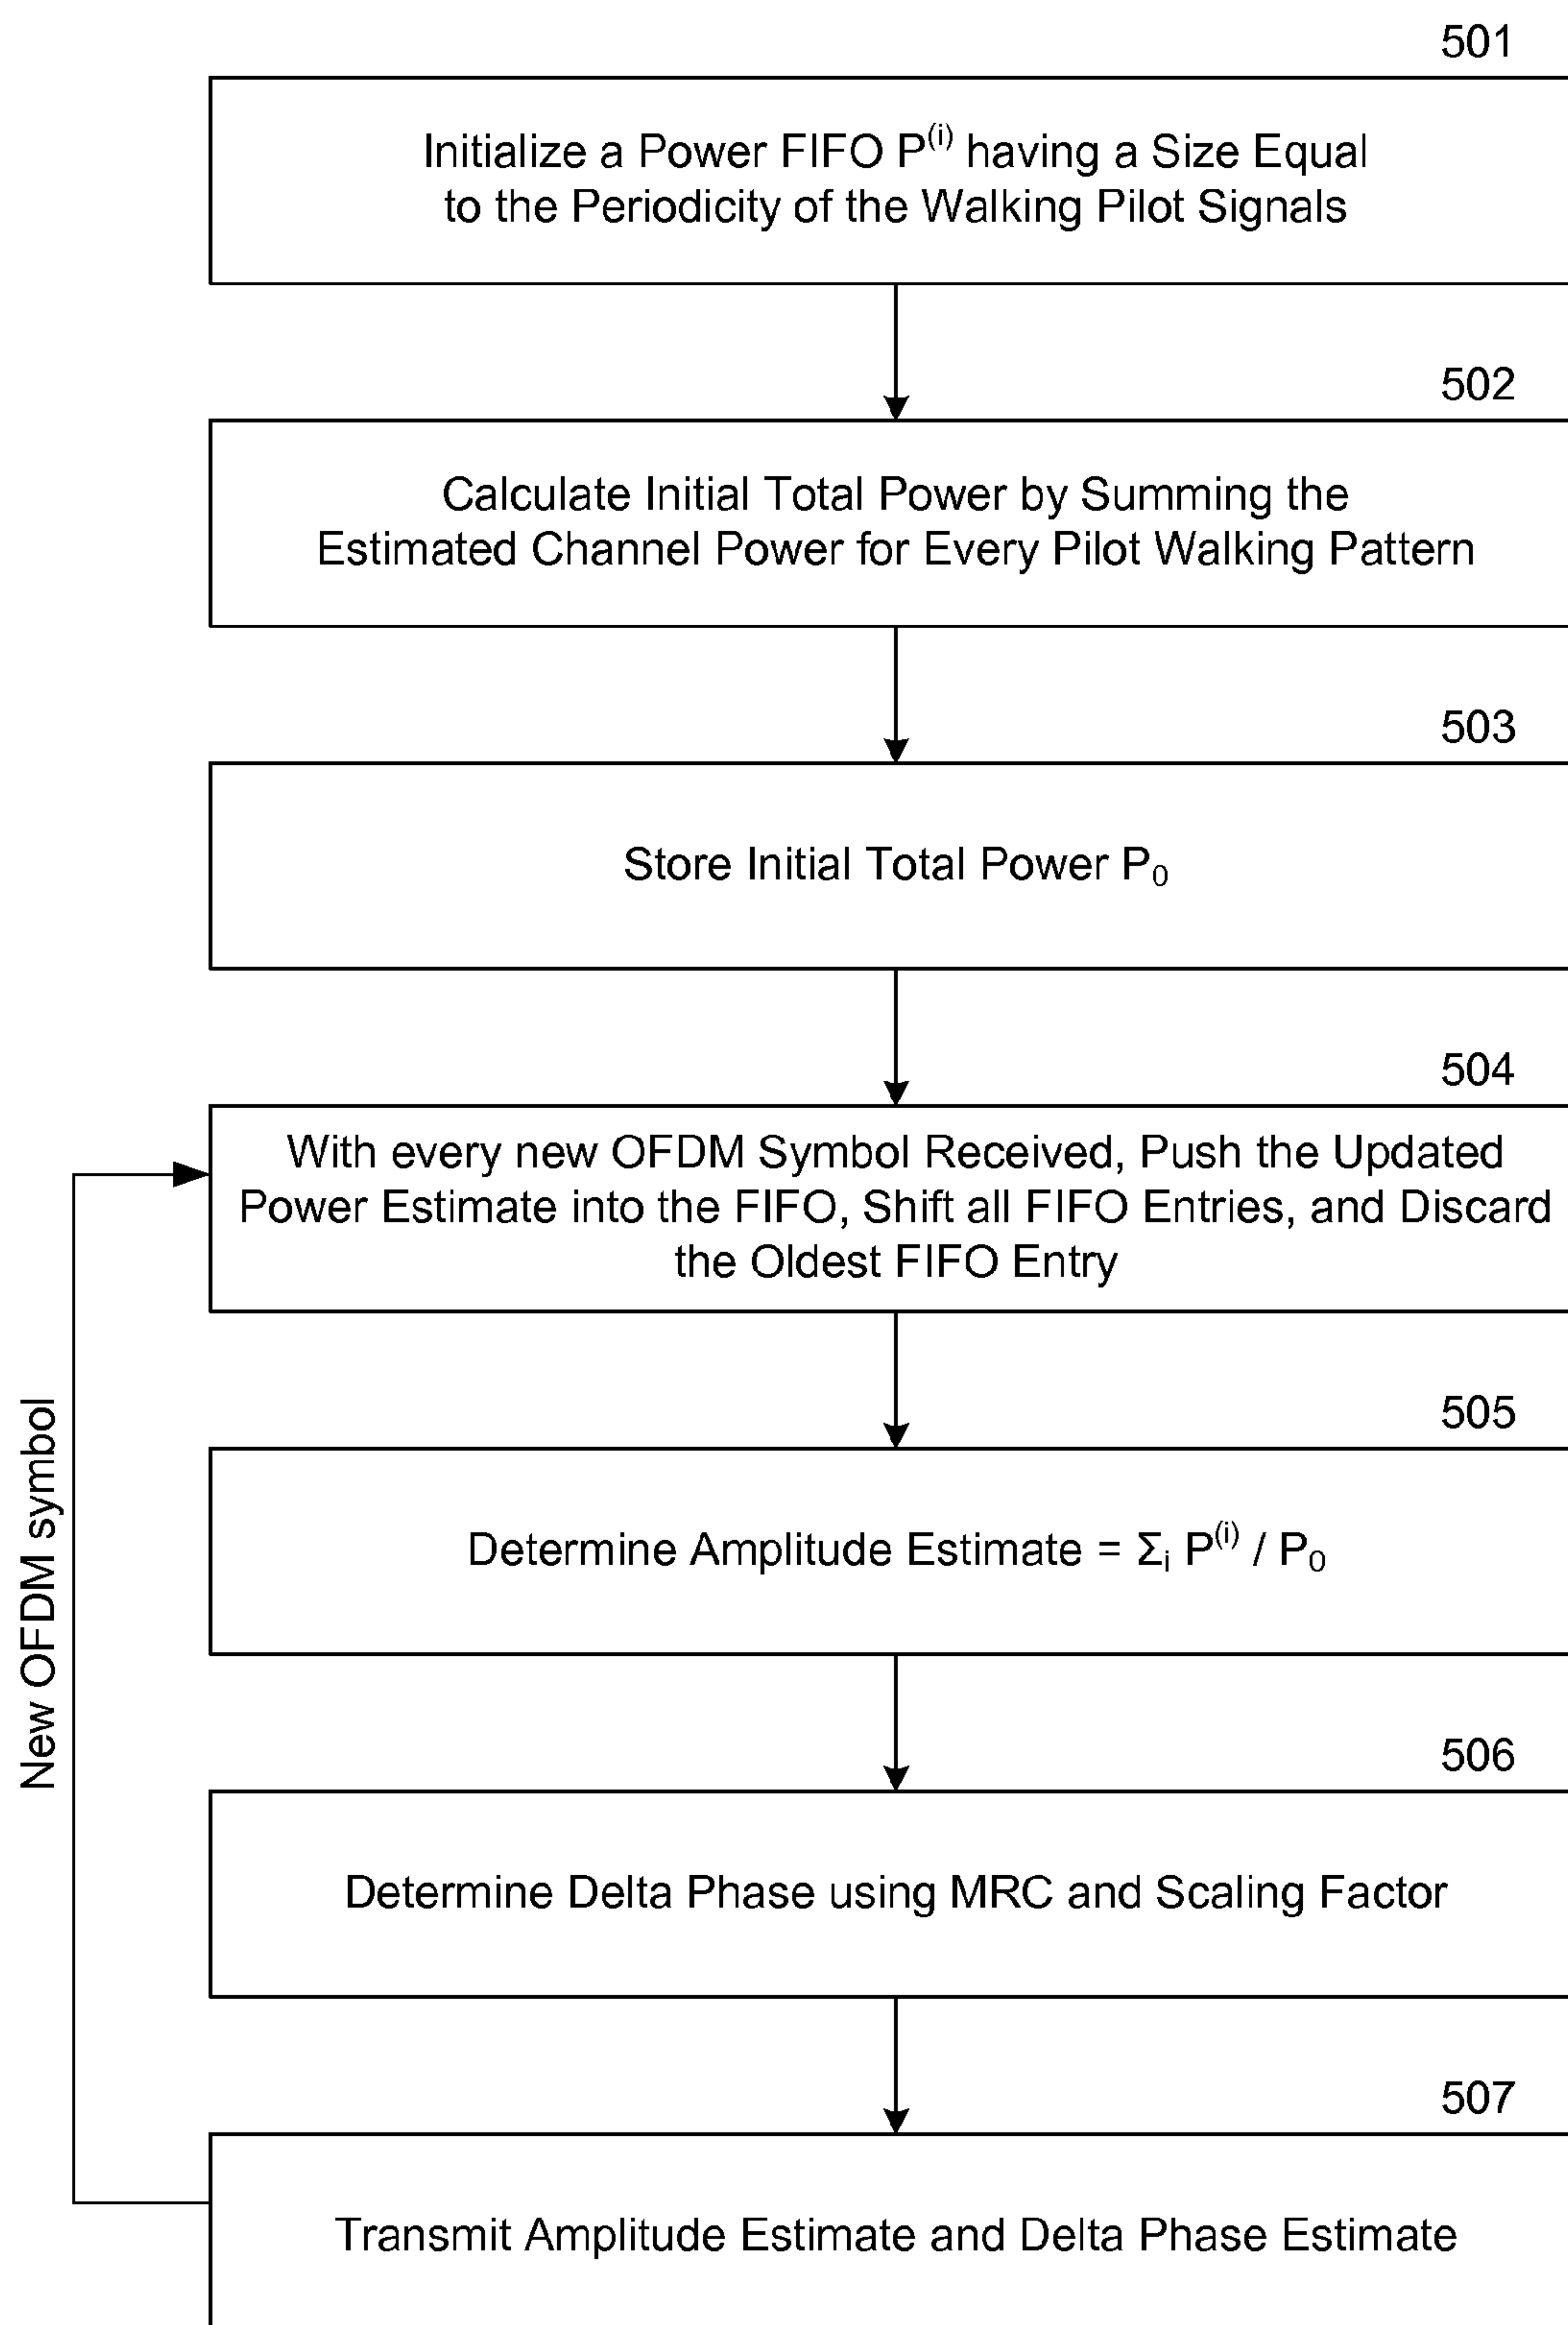 501
Initialize a Power FIFO P⁽ⁱ⁾ having a Size Equal
to the Periodicity of the Walking Pilot Signals
502
Calculate Initial Total Power by Summing the
Estimated Channel Power for Every Pilot Walking Pattern
503
Store Initial Total Power P₀
504
With every new OFDM Symbol Received, Push the Updated
Power Estimate into the FIFO, Shift all FIFO Entries, and Discard
the Oldest FIFO Entry
505
Determine Amplitude Estimate = Σᵢ P⁽ⁱ⁾ / P₀
506
Determine Delta Phase using MRC and Scaling Factor
507
Transmit Amplitude Estimate and Delta Phase Estimate
New OFDM symbol